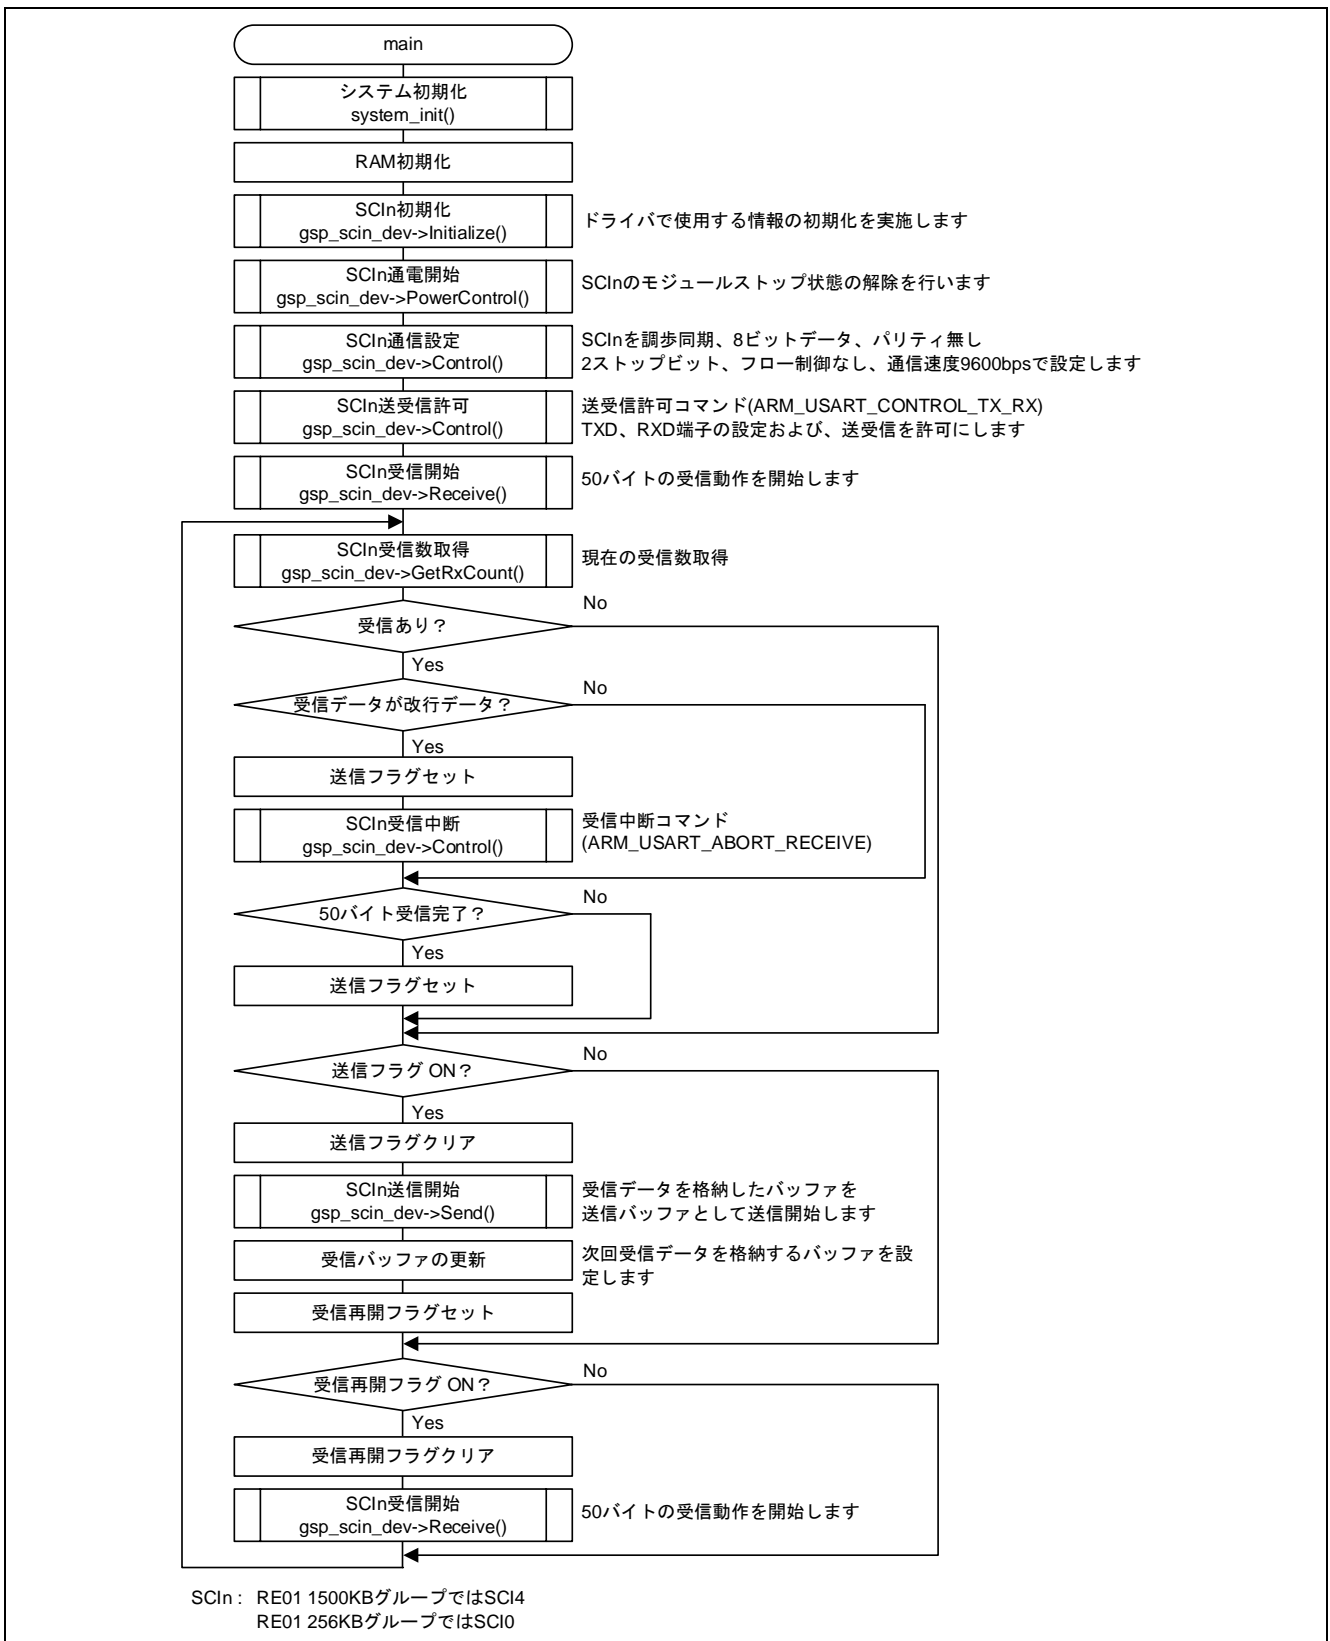 main
システム初期化
system_init()
RAM初期化
SCIn初期化
gsp_scin_dev->Initialize()
ドライバで使用する情報の初期化を実施します
SCIn通電開始
gsp_scin_dev->PowerControl()
SCInのモジュールストップ状態の解除を行います
SCIn通信設定
gsp_scin_dev->Control()
SCInを調歩同期、8ビットデータ、パリティ無し
2ストップビット、フロー制御なし、通信速度9600bpsで設定します
SCIn送受信許可
gsp_scin_dev->Control()
送受信許可コマンド(ARM_USART_CONTROL_TX_RX)
TXD、RXD端子の設定および、送受信を許可にします
SCIn受信開始
gsp_scin_dev->Receive()
50バイトの受信動作を開始します
SCIn受信数取得
gsp_scin_dev->GetRxCount()
現在の受信数取得
受信あり？
No
Yes
受信データが改行データ？
No
Yes
送信フラグセット
SCIn受信中断
gsp_scin_dev->Control()
受信中断コマンド
(ARM_USART_ABORT_RECEIVE)
50バイト受信完了？
No
Yes
送信フラグセット
送信フラグ ON？
No
Yes
送信フラグクリア
SCIn送信開始
gsp_scin_dev->Send()
受信データを格納したバッファを
送信バッファとして送信開始します
受信バッファの更新
次回受信データを格納するバッファを設
定します
受信再開フラグセット
受信再開フラグ ON？
No
Yes
受信再開フラグクリア
SCIn受信開始
gsp_scin_dev->Receive()
50バイトの受信動作を開始します
SCIn : RE01 1500KBグループではSCI4
RE01 256KBグループではSCI0